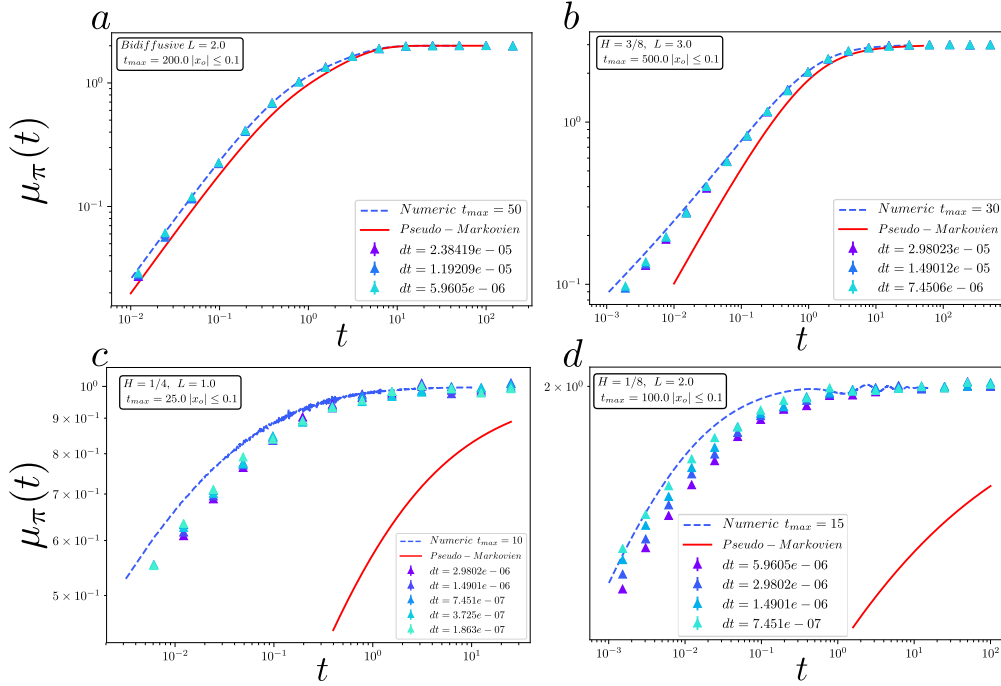 a
Bidiffusive L = 2.0
t_max = 200.0 |x_o| ≤ 0.1
10^0
10^−1
μ_π(t)
Numeric t_max = 50
Pseudo − Markovien
dt = 2.38419e − 05
dt = 1.19209e − 05
dt = 5.9605e − 06
10^−2 10^−1 10^0 10^1 10^2
t
b
H = 3/8, L = 3.0
t_max = 500.0 |x_o| ≤ 0.1
10^0
10^−1
Numeric t_max = 30
Pseudo − Markovien
dt = 2.98023e − 05
dt = 1.49012e − 05
dt = 7.4506e − 06
10^−3 10^−2 10^−1 10^0 10^1 10^2
t
c
H = 1/4, L = 1.0
t_max = 25.0 |x_o| ≤ 0.1
10^0
9 × 10^−1
8 × 10^−1
7 × 10^−1
6 × 10^−1
5 × 10^−1
μ_π(t)
Numeric t_max = 10
Pseudo − Markovien
dt = 2.9802e − 06
dt = 1.4901e − 06
dt = 7.451e − 07
dt = 3.725e − 07
dt = 1.863e − 07
10^−2 10^−1 10^0 10^1
t
d
H = 1/8, L = 2.0
t_max = 100.0 |x_o| ≤ 0.1
2 × 10^0
Numeric t_max = 15
Pseudo − Markovien
dt = 5.9605e − 06
dt = 2.9802e − 06
dt = 1.4901e − 06
dt = 7.451e − 07
10^−3 10^−2 10^−1 10^0 10^1 10^2
t